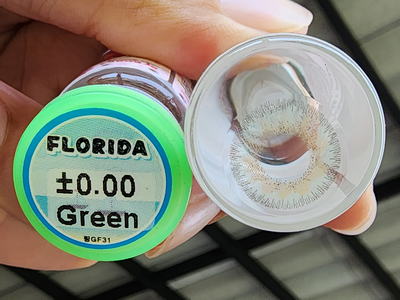 FLORIDA
±0.00
Green
GF31